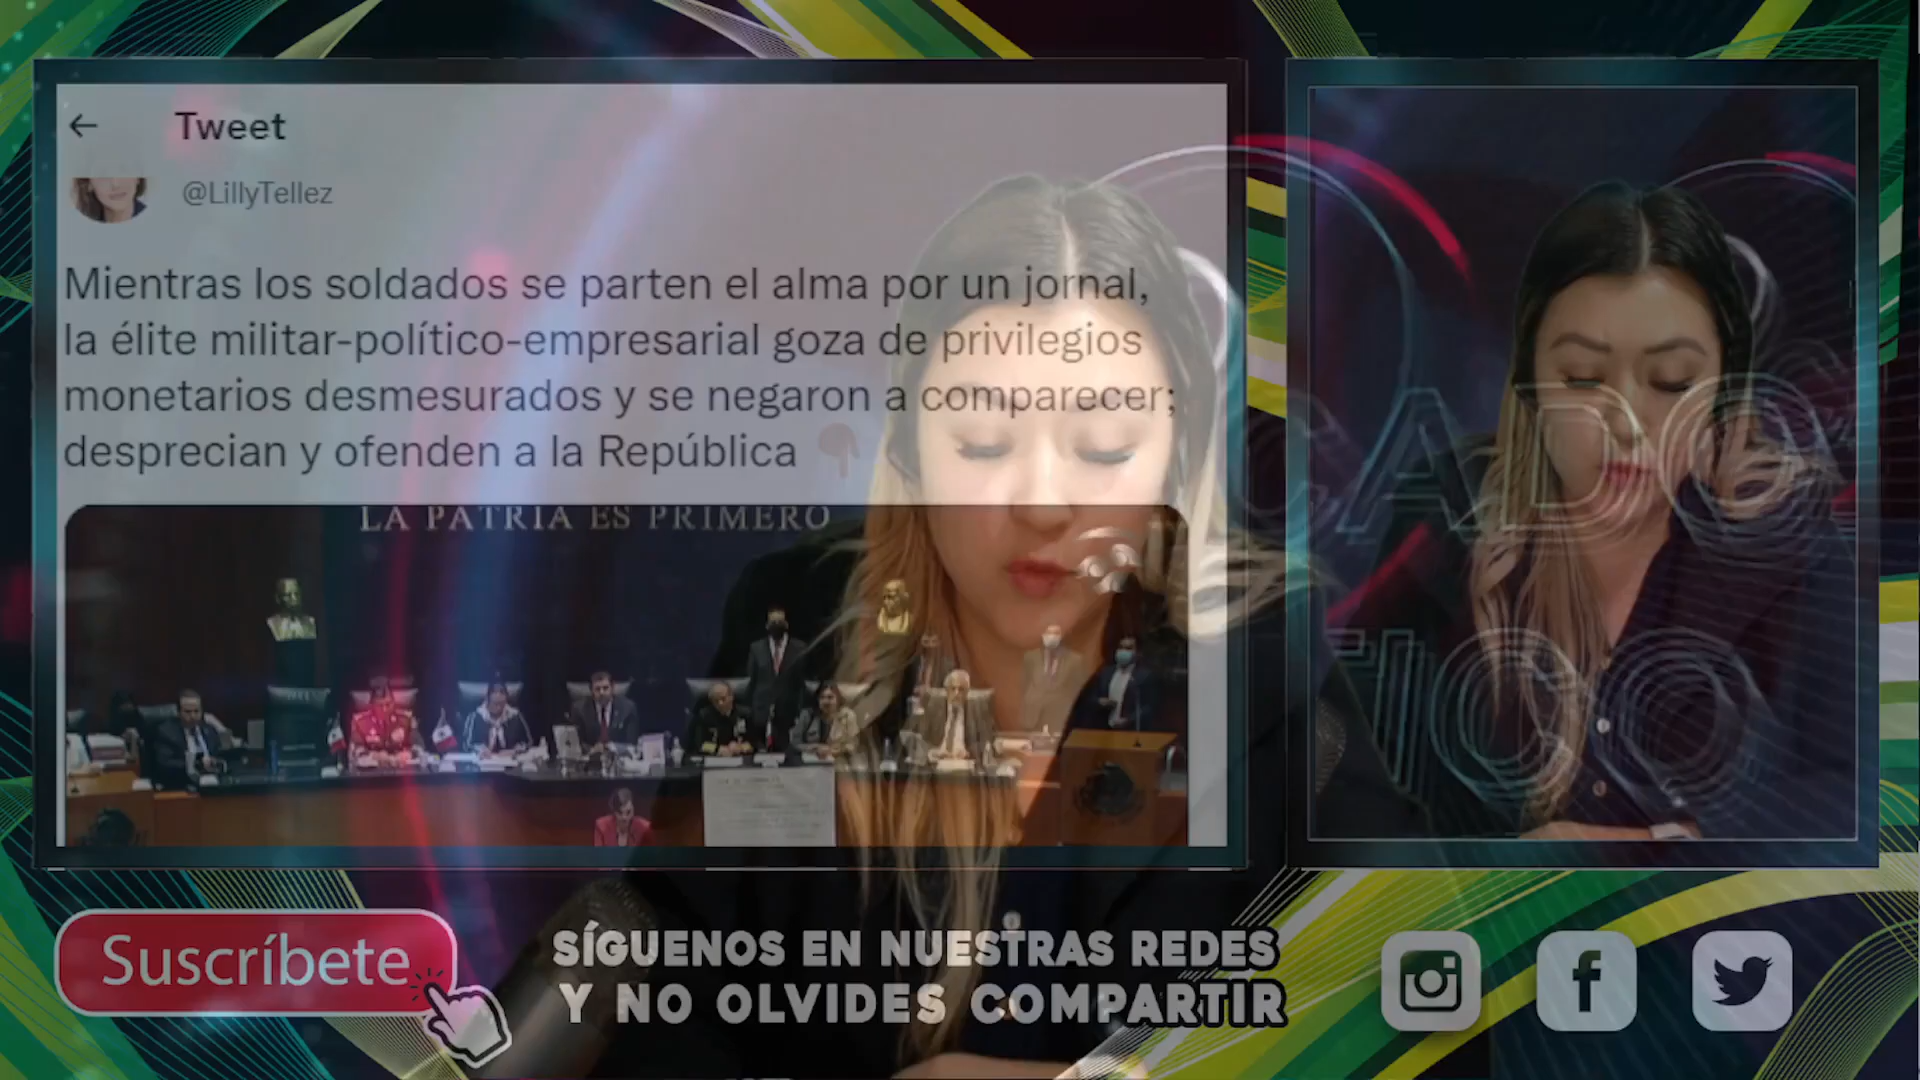 Tweet
@LillyTellez
Mientras los soldados se parten el alma por un jornal,
la élite militar-político-empresarial goza de privilegios
monetarios desmesurados y se negaron a comparecer;
desprecian y ofenden a la República
LA PATRIA ES PRIMERO
Suscríbete
SÍGUENOS EN NUESTRAS REDES
Y NO OLVIDES COMPARTIR